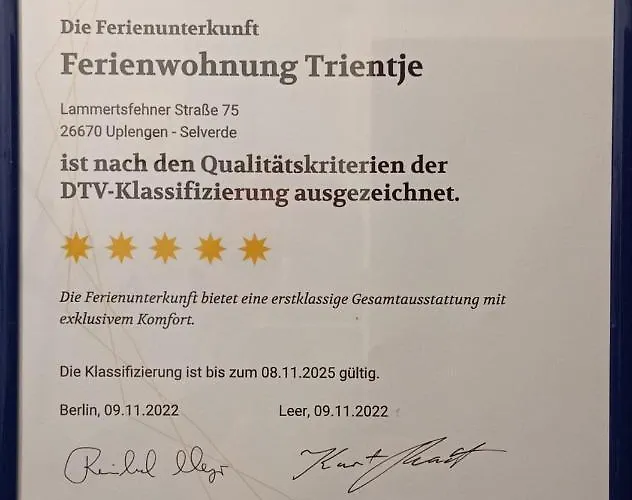 Die Ferienunterkunft
Ferienwohnung Trientje
Lammertsfehner Straße 75
26670 Uplengen - Selverde
ist nach den Qualitätskriterien der
DTV-Klassifizierung ausgezeichnet.
Die Ferienunterkunft bietet eine erstklassige Gesamtausstattung mit
exklusivem Komfort.
Die Klassifizierung ist bis zum 08.11.2025 gültig.
Berlin, 09.11.2022 Leer, 09.11.2022